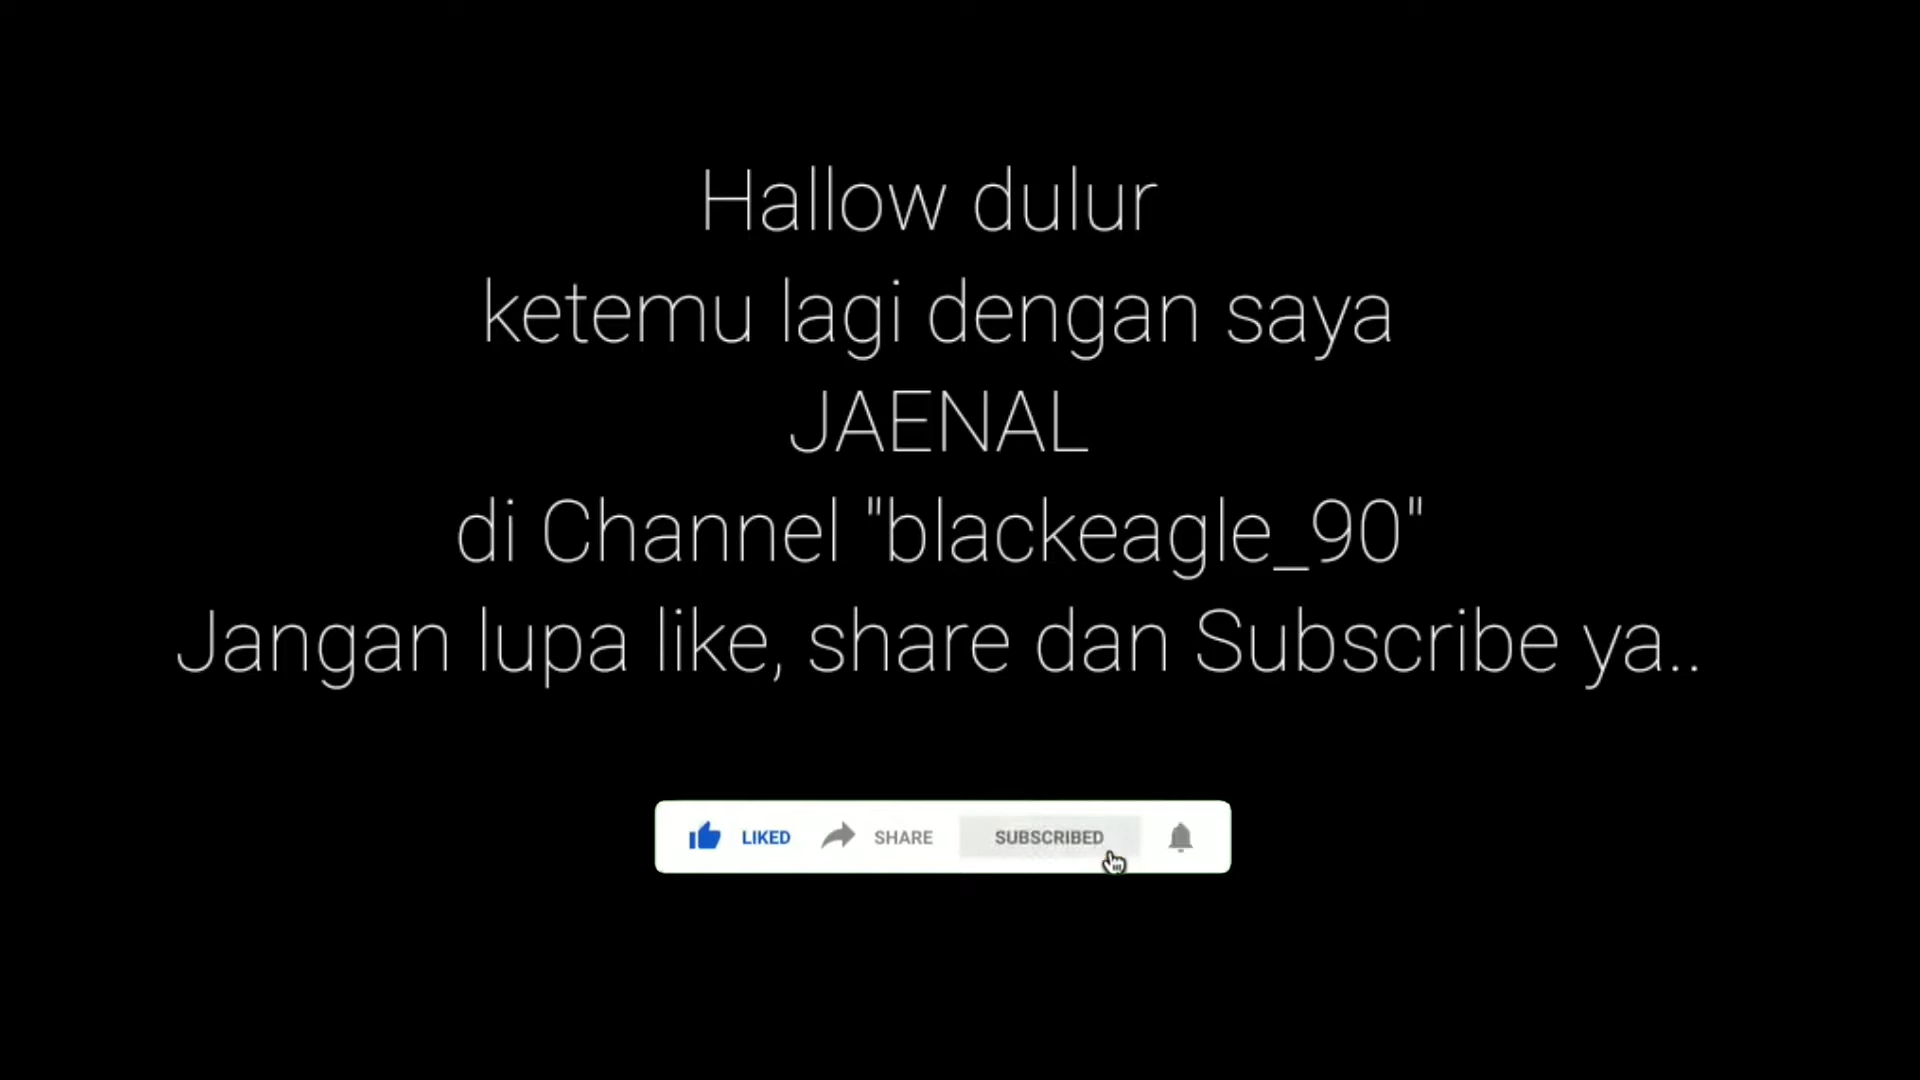 Hallow dulur
ketemu lagi dengan saya
JAENAL
di Channel "blackeagle_90"
Jangan lupa like, share dan Subscribe ya..
LIKED SHARE SUBSCRIBED